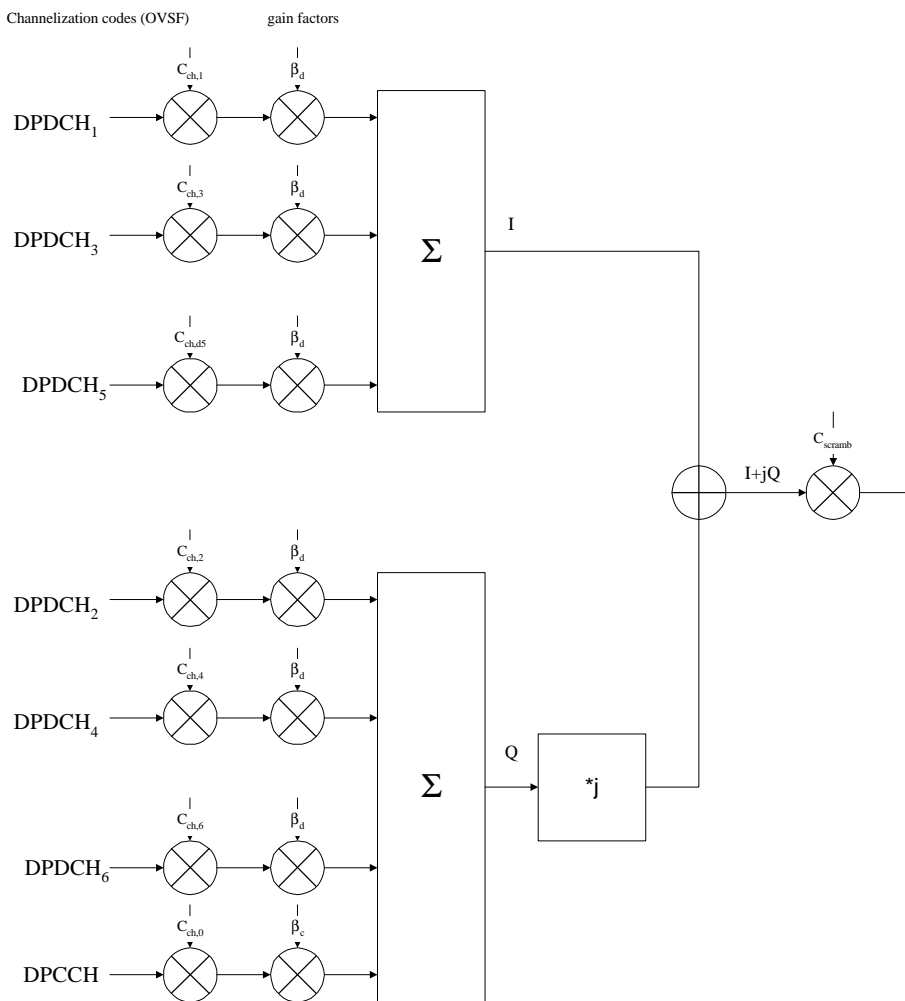 Channelization codes (OVSF) gain factors
C_ch,1 β_d
DPDCH_1
C_ch,3 β_d
DPDCH_3
Σ
I
C_ch,d5 β_d
DPDCH_5
C_scramb
I+jQ
C_ch,2 β_d
DPDCH_2
C_ch,4 β_d
DPDCH_4
Q
Σ
*j
C_ch,6 β_d
DPDCH_6
C_ch,0 β_c
DPCCH